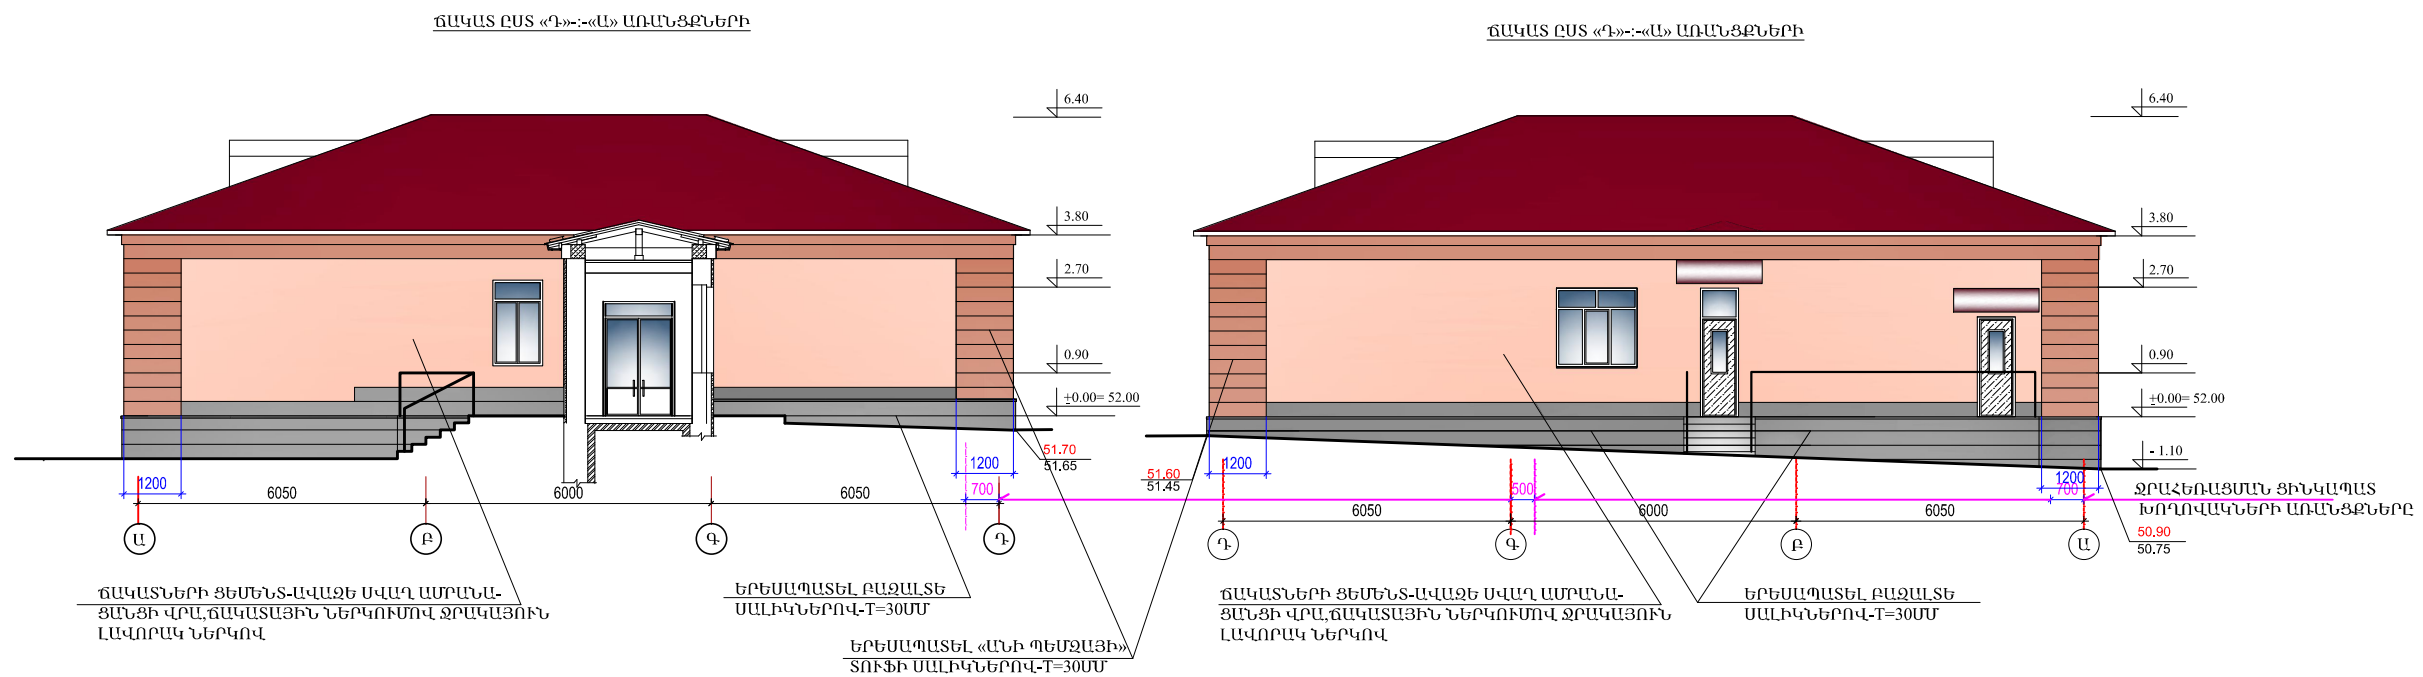 ՃԱԿԱՏ ԸՍՏ «Դ»-:-«Ա» ԱՌԱՆՑՔՆԵՐԻ
6.40
3.80
2.70
0.90
±0.00= 52.00
51.70
51.65
1200
6050
6000
6050
1200
700
Ա
Բ
Գ
Դ
ՃԱԿԱՏՆԵՐԻ ՑԵՄԵՆՏ-ԱՎԱԶԵ ՍՎԱՂ ԱՄՐԱՆԱ-
ՑԱՆՑԻ ՎՐԱ,ՃԱԿԱՏԱՅԻՆ ՆԵՐԿՈՒՄՈՎ ՋՐԱԿԱՅՈՒՆ
ԼԱՎՈՐԱԿ ՆԵՐԿՈՎ
ԵՐԵՍԱՊԱՏԵԼ ԲԱԶԱԼՏԵ
ՍԱԼԻԿՆԵՐՈՎ-T=30ՄՄ
ԵՐԵՍԱՊԱՏԵԼ «ԱՆԻ ՊԵՄԶԱՅԻ»
ՏՈՒՖԻ ՍԱԼԻԿՆԵՐՈՎ-T=30ՄՄ
ՃԱԿԱՏ ԸՍՏ «Դ»-:-«Ա» ԱՌԱՆՑՔՆԵՐԻ
6.40
3.80
2.70
0.90
±0.00= 52.00
- 1.10
51.60
51.45
1200
500
1200
700
6050
6000
6050
Դ
Գ
Բ
Ա
ՋՐԱՀԵՌԱՑՄԱՆ ՑԻՆԿԱՊԱՏ
ԽՈՂՈՎԱԿՆԵՐԻ ԱՌԱՆՑՔՆԵՐԸ
50.90
50.75
ՃԱԿԱՏՆԵՐԻ ՑԵՄԵՆՏ-ԱՎԱԶԵ ՍՎԱՂ ԱՄՐԱՆԱ-
ՑԱՆՑԻ ՎՐԱ,ՃԱԿԱՏԱՅԻՆ ՆԵՐԿՈՒՄՈՎ ՋՐԱԿԱՅՈՒՆ
ԼԱՎՈՐԱԿ ՆԵՐԿՈՎ
ԵՐԵՍԱՊԱՏԵԼ ԲԱԶԱԼՏԵ
ՍԱԼԻԿՆԵՐՈՎ-T=30ՄՄ